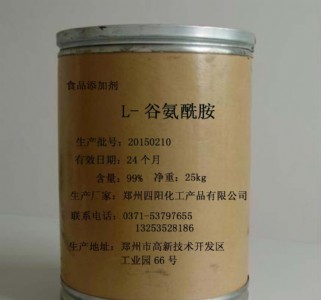 食品添加剂
L-谷氨酰胺
生产批号：20150210
有效日期：24个月
含量：99% 净重：25kg
生产厂家：郑州四阳化工产品有限公司
联系电话：0371-53797655
13253528186
生产地址：郑州市高新技术开发区
工业园66号